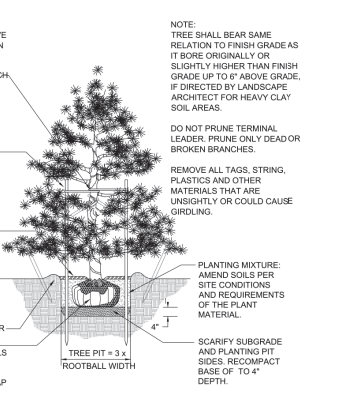 NOTE:
TREE SHALL BEAR SAME
RELATION TO FINISH GRADE AS
IT BORE ORIGINALLY OR
SLIGHTLY HIGHER THAN FINISH
GRADE UP TO 6" ABOVE GRADE,
IF DIRECTED BY LANDSCAPE
ARCHITECT FOR HEAVY CLAY
SOIL AREAS.
DO NOT PRUNE TERMINAL
LEADER. PRUNE ONLY DEAD OR
BROKEN BRANCHES.
REMOVE ALL TAGS, STRING,
PLASTICS AND OTHER
MATERIALS THAT ARE
UNSIGHTLY OR COULD CAUSE
GIRDLING.
PLANTING MIXTURE:
AMEND SOILS PER
SITE CONDITIONS
AND REQUIREMENTS
OF THE PLANT
MATERIAL.
4"
SCARIFY SUBGRADE
AND PLANTING PIT
SIDES. RECOMPACT
BASE OF TO 4"
DEPTH.
TREE PIT = 3 x
ROOTBALL WIDTH